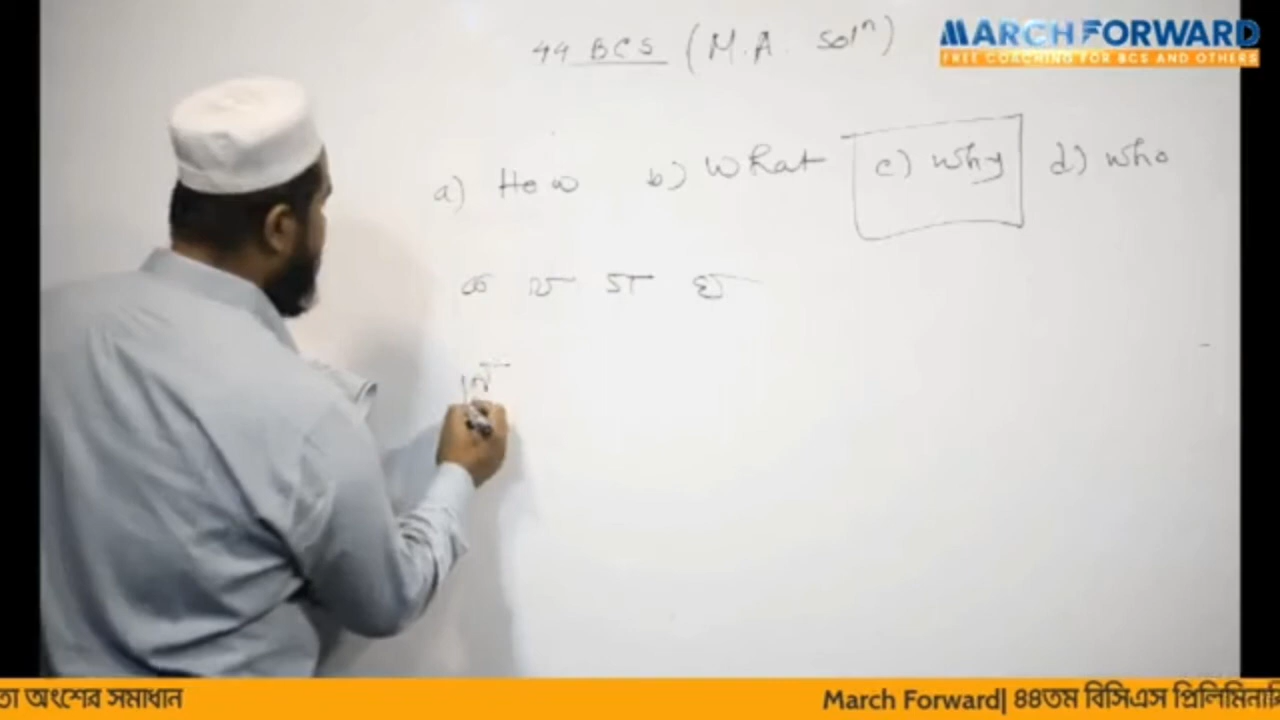 44 BCS (M.A. Solⁿ)
MARCH FORWARD
FREE COACHING FOR BCS AND OTHERS
a) How b) What c) Why d) Who
ক খ গ ঘ
তা অংশের সমাধান
March Forward| ৪৪তম বিসিএস প্রিলিমিনারি